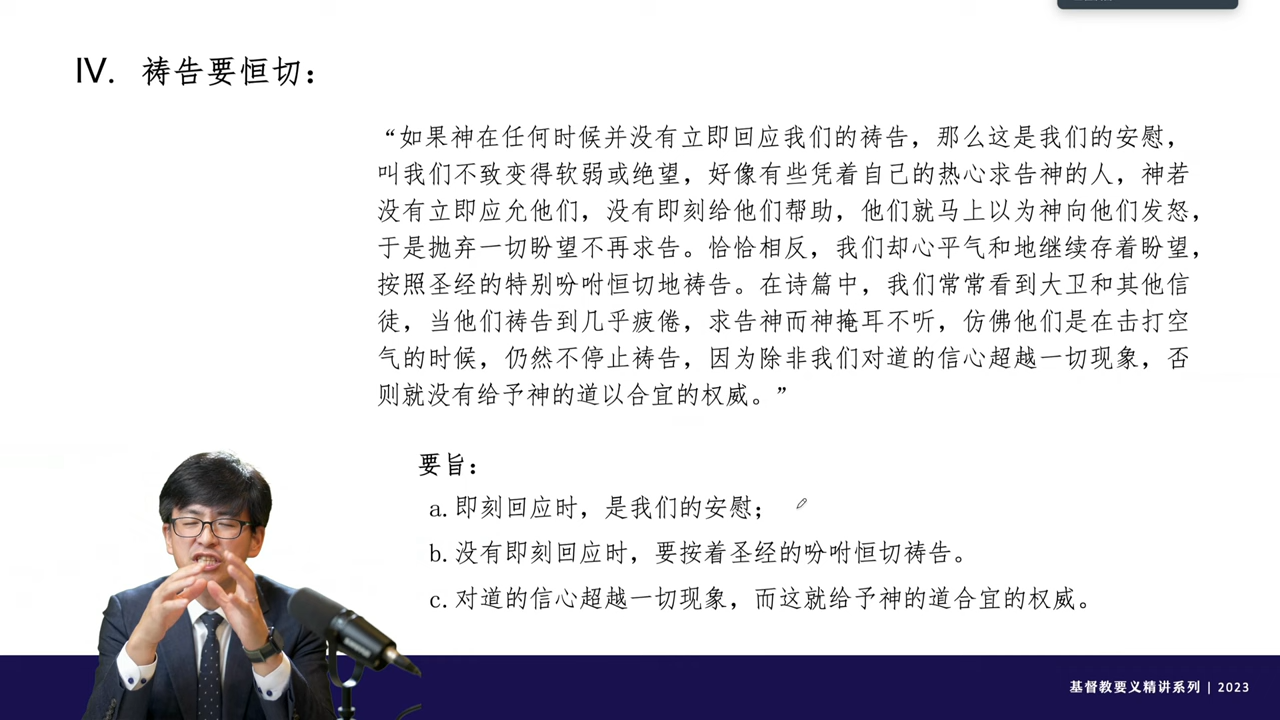 IV. 祷告要恒切：
“如果神在任何时候并没有立即回应我们的祷告，那么这是我们的安慰，
叫我们不致变得软弱或绝望，好像有些凭着自己的热心求告神的人，神若
没有立即应允他们，没有即刻给他们帮助，他们就马上以为神向他们发怒，
于是抛弃一切盼望不再求告。恰恰相反，我们却心平气和地继续存着盼望，
按照圣经的特别吩咐恒切地祷告。在诗篇中，我们常常看到大卫和其他信
徒，当他们祷告到几乎疲倦，求告神而神掩耳不听，仿佛他们是在击打空
气的时候，仍然不停止祷告，因为除非我们对道的信心超越一切现象，否
则就没有给予神的道以合宜的权威。”
要旨：
a. 即刻回应时，是我们的安慰；
b. 没有即刻回应时，要按着圣经的吩咐恒切祷告。
c. 对道的信心超越一切现象，而这就给予神的道合宜的权威。
基督教要义精讲系列 | 2023